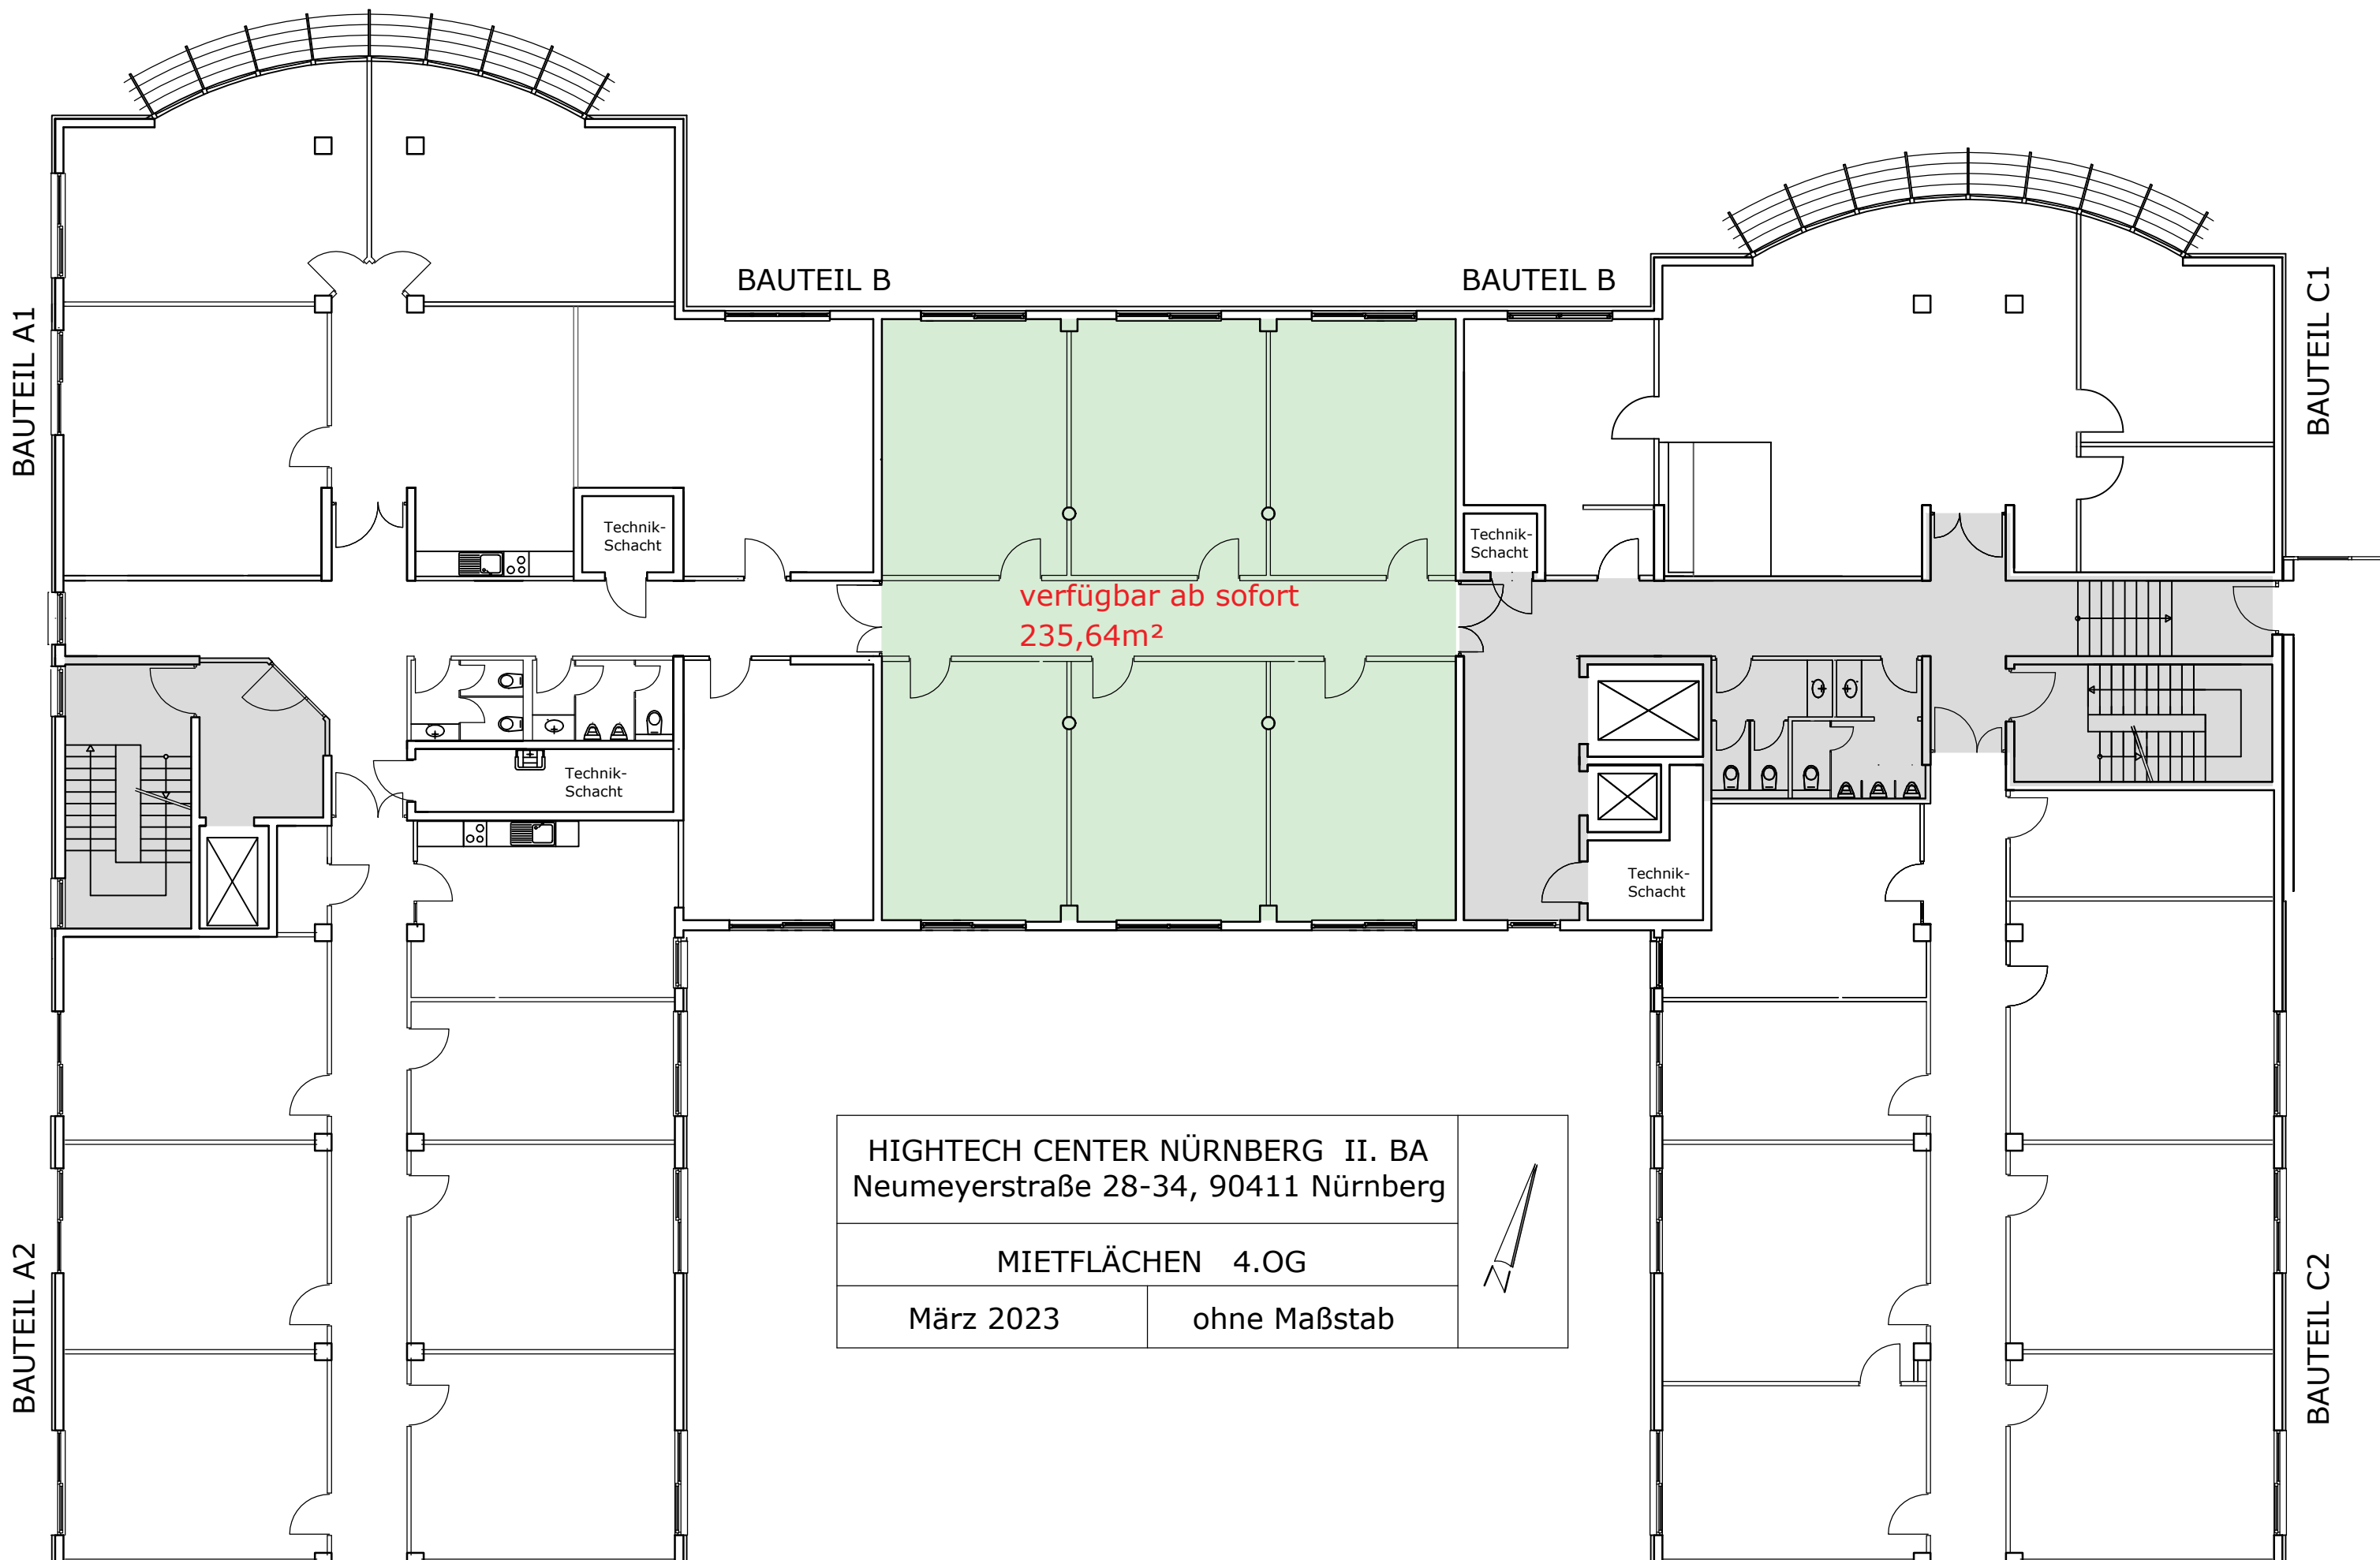 BAUTEIL B
BAUTEIL B
BAUTEIL A1
BAUTEIL C1
Technik-
Schacht
Technik-
Schacht
verfügbar ab sofort
235,64m²
Technik-
Schacht
Technik-
Schacht
HIGHTECH CENTER NÜRNBERG II. BA
Neumeyerstraße 28-34, 90411 Nürnberg
MIETFLÄCHEN 4.OG
März 2023
ohne Maßstab
N
BAUTEIL A2
BAUTEIL C2